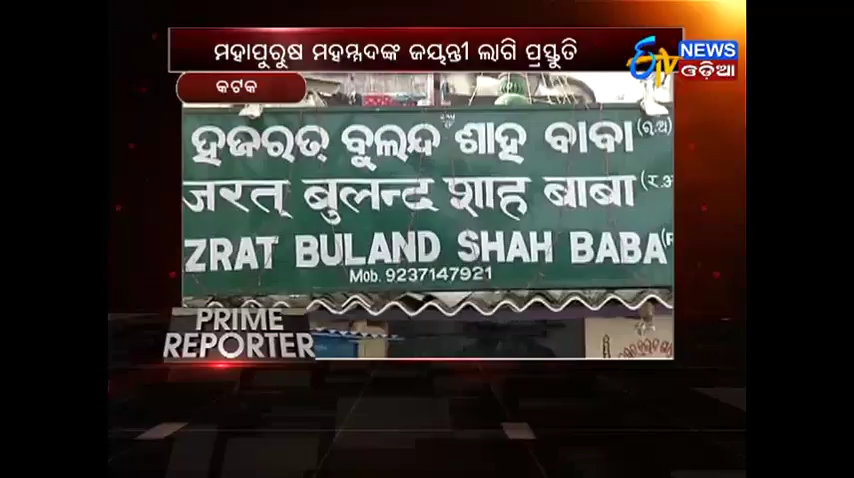 ମହାପୁରୁଷ ମହମ୍ମଦଙ୍କ ଜୟନ୍ତୀ ଲାଗି ପ୍ରସ୍ତୁତି
etv NEWS
ଓଡ଼ିଆ
କଟକ
ହଜରତ୍ ବୁଲନ୍ଦ ଶାହ ବାବା (ର.ଅ)
जरत् बुलन्द शाह बाबा (र.अ
ZRAT BULAND SHAH BABA (R
Mob. 9237147921
PRIME
REPORTER